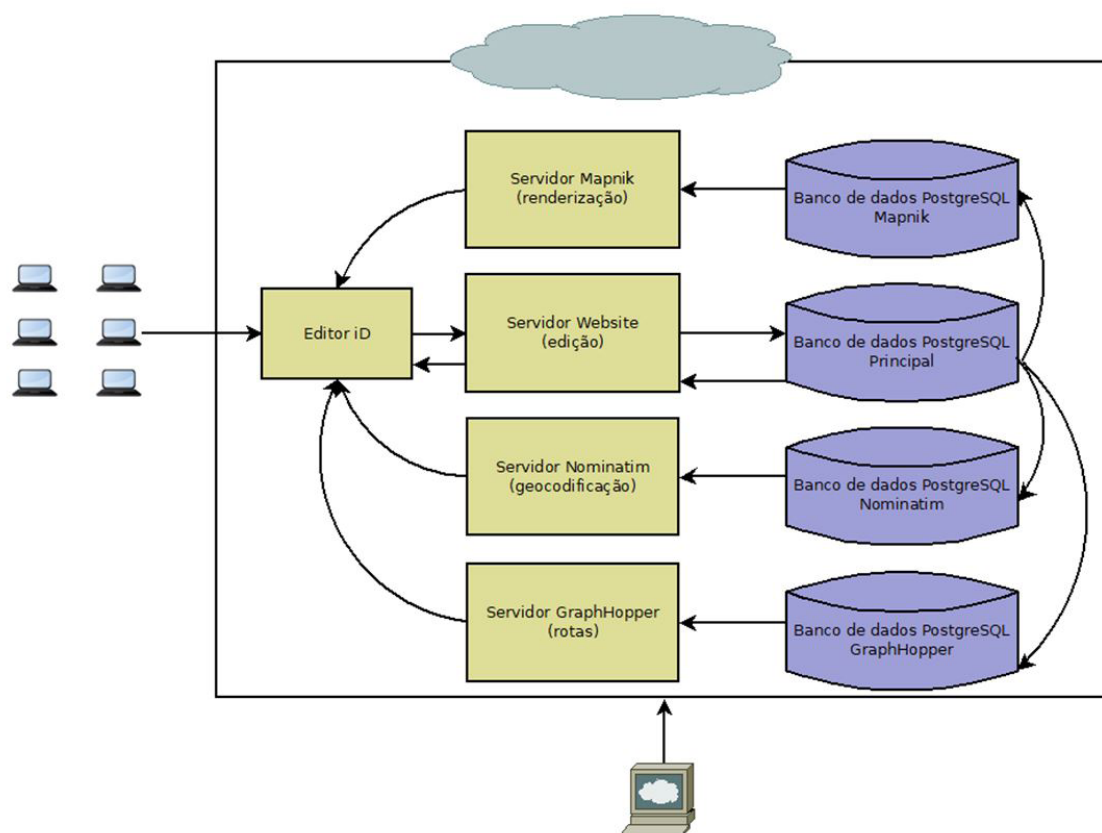 Servidor Mapnik
(renderização)
Banco de dados PostgreSQL
Mapnik
Editor iD
Servidor Website
(edição)
Banco de dados PostgreSQL
Principal
Servidor Nominatim
(geocodificação)
Banco de dados PostgreSQL
Nominatim
Servidor GraphHopper
(rotas)
Banco de dados PostgreSQL
GraphHopper